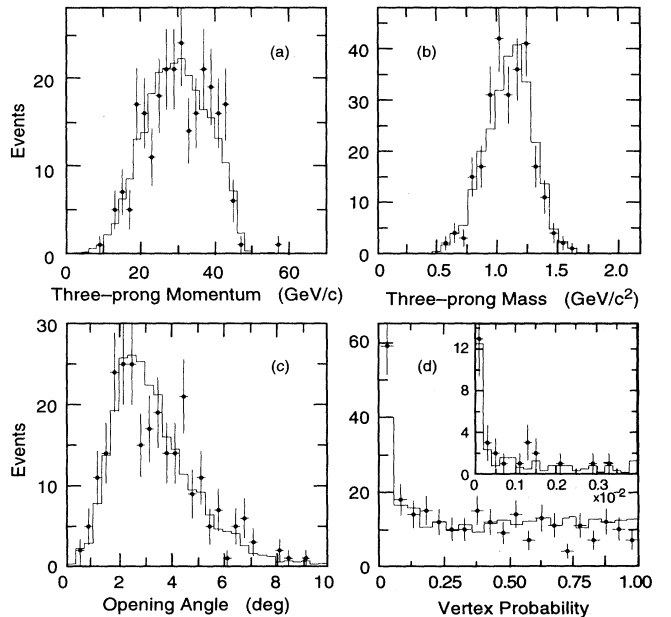 (a)
Events
20
10
0
0 20 40 60
Three–prong Momentum (GeV/c)
(b)
40
30
20
10
0
0 0.5 1.0 1.5 2.0
Three–prong Mass (GeV/c²)
(c)
Events
30
20
10
0
0 2 4 6 8 10
Opening Angle (deg)
(d)
60
40
20
0
0 0.25 0.50 0.75 1.00
Vertex Probability
12
8
4
0
0 0.1 0.2 0.3
x10⁻²